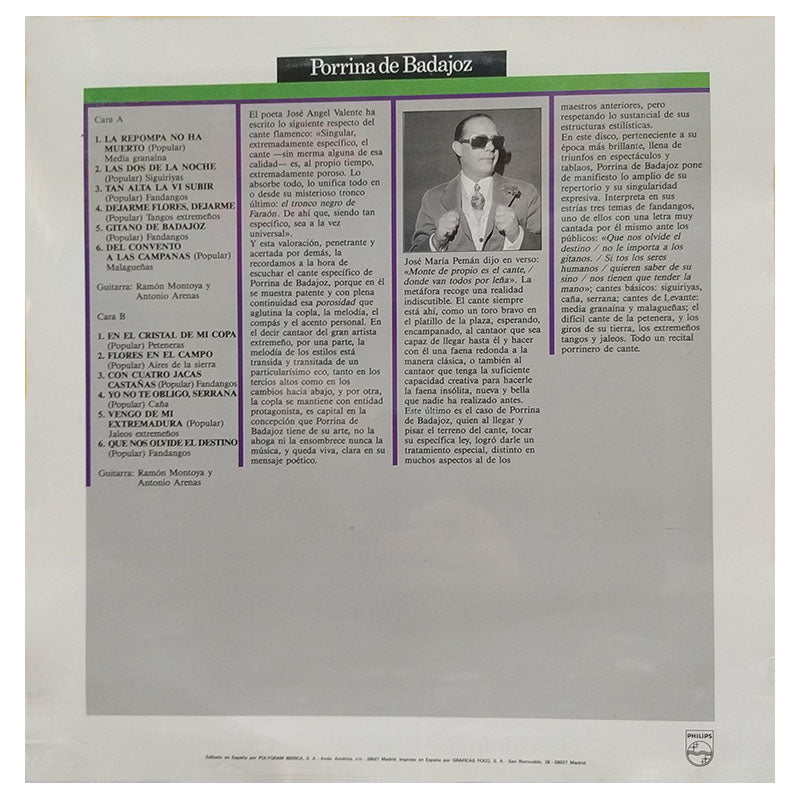 Porrina de Badajoz
Cara A
1. LA REPOMPA NO HA
MUERTO (Popular)
Media granaína
2. LAS DOS DE LA NOCHE
(Popular) Siguiriyas
3. TAN ALTA LA VI SUBIR
(Popular) Fandangos
4. DEJARME FLORES, DEJARME
(Popular) Tangos extremeños
5. GITANO DE BADAJOZ
(Popular) Fandangos
6. DEL CONVENTO
A LAS CAMPANAS (Popular)
Malagueñas
Guitarra: Ramón Montoya y
Antonio Arenas
Cara B
1. EN EL CRISTAL DE MI COPA
(Popular) Peteneras
2. FLORES EN EL CAMPO
(Popular) Aires de la sierra
3. CON CUATRO JACAS
CASTAÑAS (Popular) Fandangos
4. YO NO TE OBLIGO, SERRANA
(Popular) Caña
5. VENGO DE MI
EXTREMADURA (Popular)
Jaleos extremeños
6. QUE NOS OLVIDE EL DESTINO
(Popular) Fandangos
Guitarra: Ramón Montoya y
Antonio Arenas
El poeta José Angel Valente ha
escrito lo siguiente respecto del
cante flamenco: «Singular,
extremadamente específico, el
cante —sin merma alguna de esa
calidad— es, al propio tiempo,
extremadamente poroso. Lo
absorbe todo, lo unifica todo en
o desde su misterioso tronco
último: el tronco negro de
Faraón. De ahí que, siendo tan
específico, sea a la vez
universal».
Y esta valoración, penetrante y
acertada por demás, la
recordamos a la hora de
escuchar el cante específico de
Porrina de Badajoz, porque en él
se muestra patente y con plena
continuidad esa porosidad que
aglutina la copla, la melodía, el
compás y el acento personal. En
el decir cantaor del gran artista
extremeño, por una parte, la
melodía de los estilos está
transida y transitada de un
particularísimo eco, tanto en los
tercios altos como en los
cambios hacia abajo, y por otra,
la copla se mantiene con entidad
protagonista, es capital en la
concepción que Porrina de
Badajoz tiene de su arte, no la
ahoga ni la ensombrece nunca la
música, y queda viva, clara en su
mensaje poético.
José María Pemán dijo en verso:
«Monte de propio es el cante, /
donde van todos por leña». La
metáfora recoge una realidad
indiscutible. El cante siempre
está ahí, como un toro bravo en
el platillo de la plaza, esperando,
encampanado, al cantaor que sea
capaz de llegar hasta él y hacer
con él una faena redonda a la
manera clásica, o también al
cantaor que tenga la suficiente
capacidad creativa para hacerle
la faena insólita, nueva y bella
que nadie ha realizado antes.
Este último es el caso de Porrina
de Badajoz, quien al llegar y
pisar el terreno del cante, tocar
su específica ley, logró darle un
tratamiento especial, distinto en
muchos aspectos al de los
maestros anteriores, pero
respetando lo sustancial de sus
estructuras estilísticas.
En este disco, perteneciente a su
época más brillante, llena de
triunfos en espectáculos y
tablaos, Porrina de Badajoz pone
de manifiesto lo amplio de su
repertorio y su singularidad
expresiva. Interpreta en sus
estrías tres temas de fandangos,
uno de ellos con una letra muy
cantada por él mismo ante los
públicos: «Que nos olvide el
destino / no le importa a los
gitanos. / Si tos los seres
humanos / quieren saber de su
sino / nos tienen que tender la
mano»; cantes básicos: siguiriyas,
caña, serrana; cantes de Levante:
media granaína y malagueñas; el
difícil cante de la petenera, y los
giros de su tierra, los extremeños
tangos y jaleos. Todo un recital
porrinero de cante.
PHILIPS
Editado en España por POLYGRAM IBERICA, S. A. - Avda. América, s/n - 28027 Madrid. Impreso en España por GRAFICAS FOCO, S. A. - San Romualdo, 26 - 28037 Madrid.